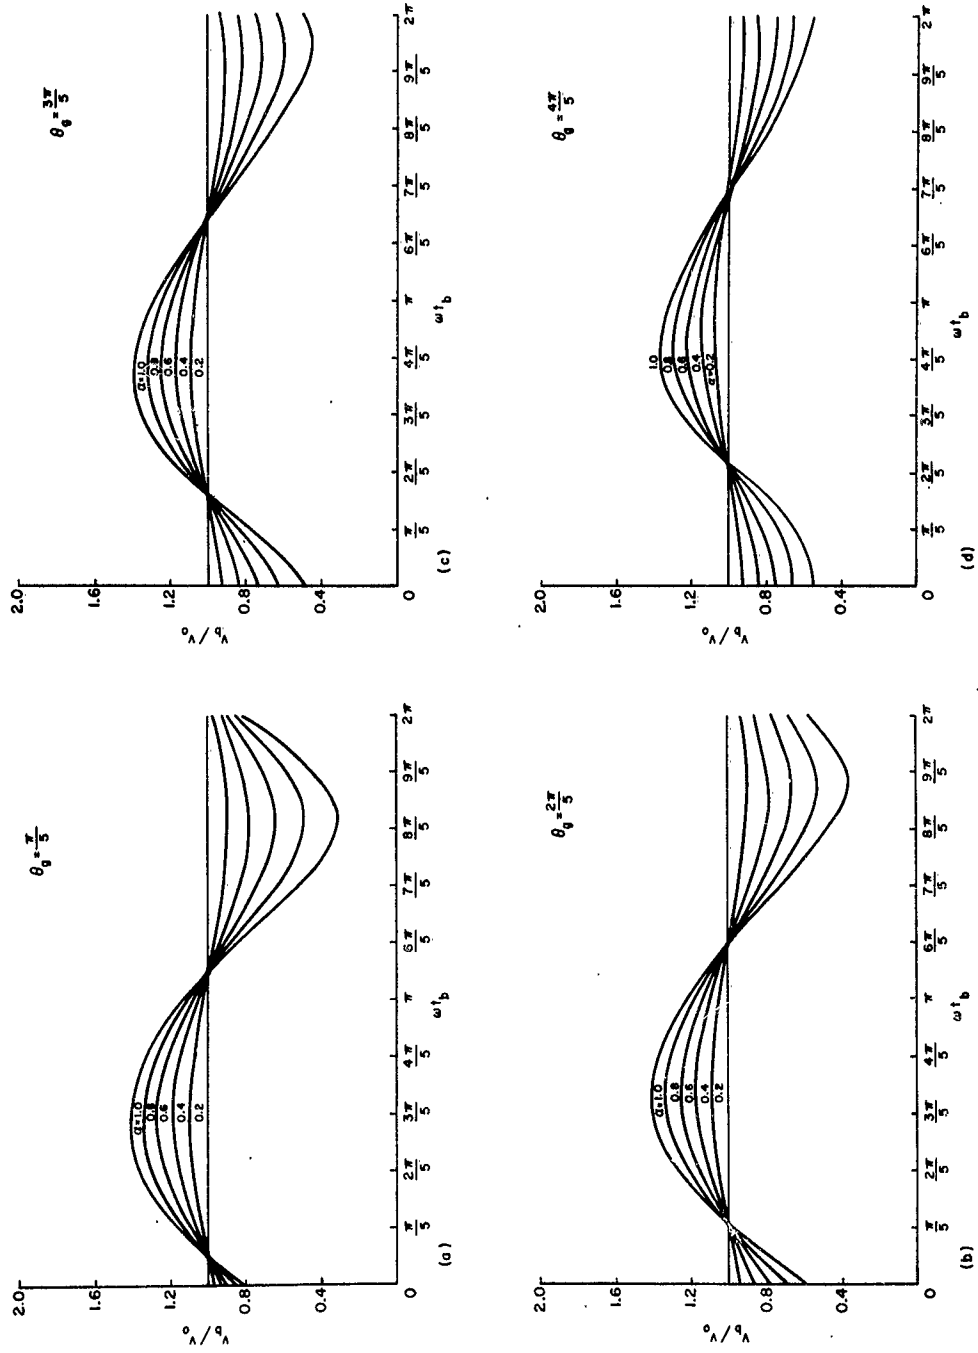 θg = π/5
2.0
1.6
1.2
0.8
0.4
0
vb / vo
α=1.0
0.8
0.6
0.4
0.2
π/5
2π/5
3π/5
4π/5
π
6π/5
7π/5
8π/5
9π/5
2π
ωtb
(a)
θg = 2π/5
2.0
1.6
1.2
0.8
0.4
0
vb / vo
α=1.0
0.8
0.6
0.4
0.2
π/5
2π/5
3π/5
4π/5
π
6π/5
7π/5
8π/5
9π/5
2π
ωtb
(b)
θg = 3π/5
2.0
1.6
1.2
0.8
0.4
0
vb / vo
α=1.0
0.8
0.6
0.4
0.2
π/5
2π/5
3π/5
4π/5
π
6π/5
7π/5
8π/5
9π/5
2π
ωtb
(c)
θg = 4π/5
2.0
1.6
1.2
0.8
0.4
0
vb / vo
1.0
0.8
0.6
0.4
α=0.2
π/5
2π/5
3π/5
4π/5
π
6π/5
7π/5
8π/5
9π/5
2π
ωtb
(d)